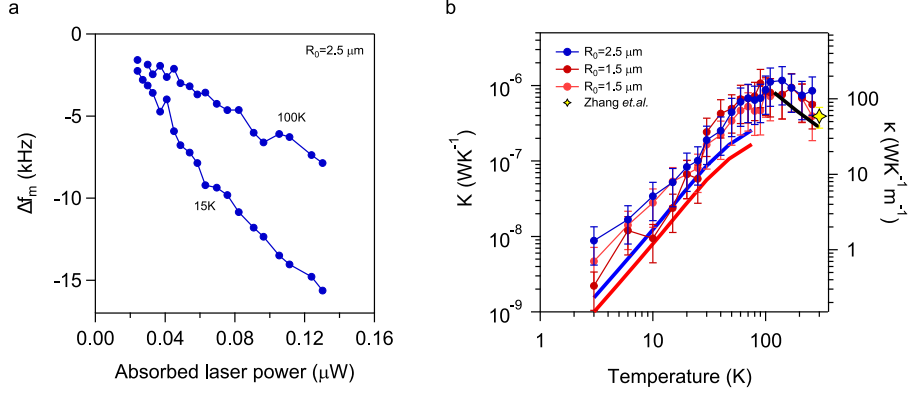 a
0
-5
-10
-15
Δf_m (kHz)
R₀=2.5 µm
100K
15K
0.00
0.04
0.08
0.12
0.16
Absorbed laser power (µW)
b
R₀=2.5 µm
R₀=1.5 µm
R₀=1.5 µm
Zhang et.al.
10⁻⁶
10⁻⁷
10⁻⁸
10⁻⁹
K (WK⁻¹)
100
10
1
κ (WK⁻¹ m⁻¹)
1
10
100
Temperature (K)